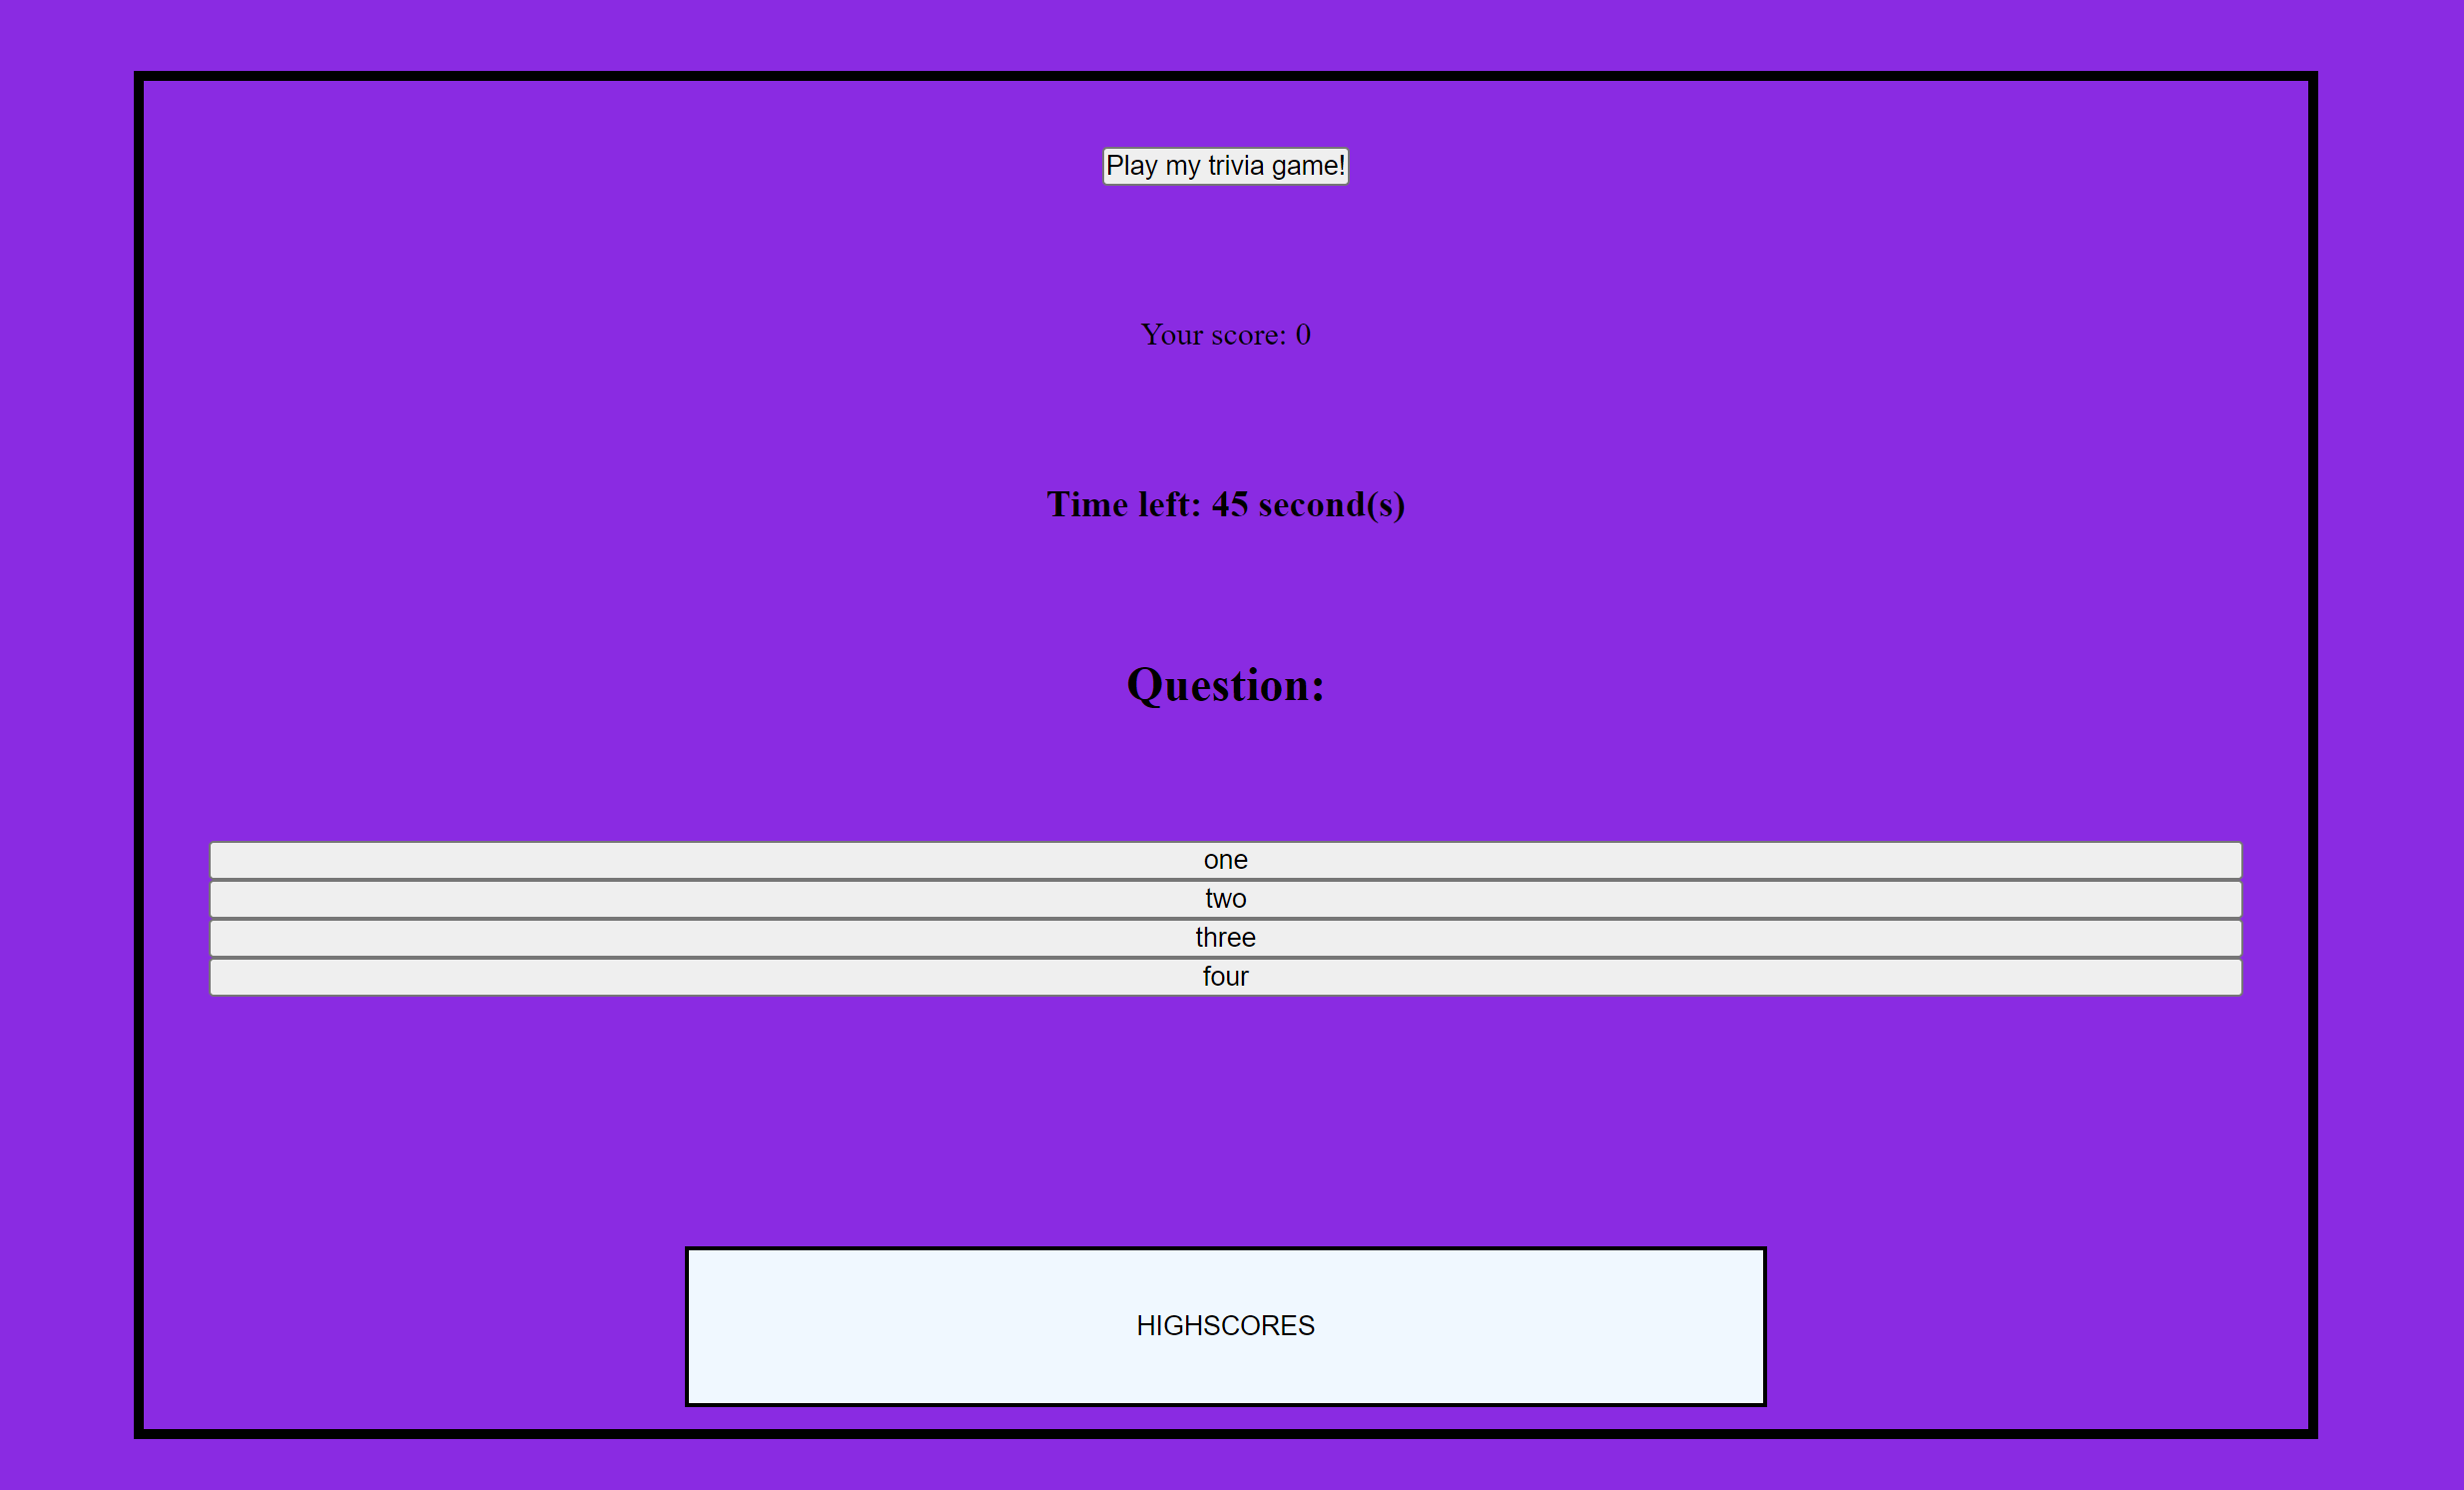 Play my trivia game!
Your score: 0
Time left: 45 second(s)
Question:
one
two
three
four
HIGHSCORES